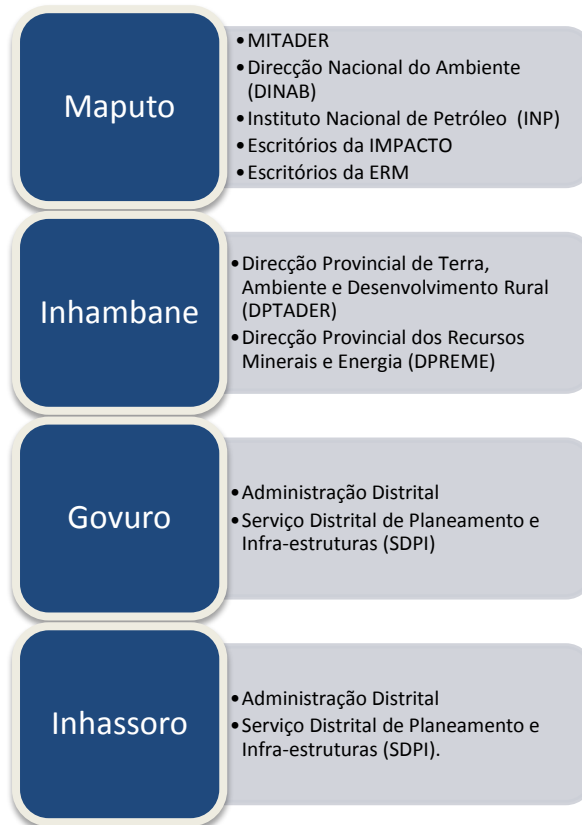 Maputo
•MITADER
•Direcção Nacional do Ambiente
(DINAB)
•Instituto Nacional de Petróleo (INP)
•Escritórios da IMPACTO
•Escritórios da ERM
Inhambane
•Direcção Provincial de Terra,
Ambiente e Desenvolvimento Rural
(DPTADER)
•Direcção Provincial dos Recursos
Minerais e Energia (DPREME)
Govuro
•Administração Distrital
•Serviço Distrital de Planeamento e
Infra-estruturas (SDPI)
Inhassoro
•Administração Distrital
•Serviço Distrital de Planeamento e
Infra-estruturas (SDPI).